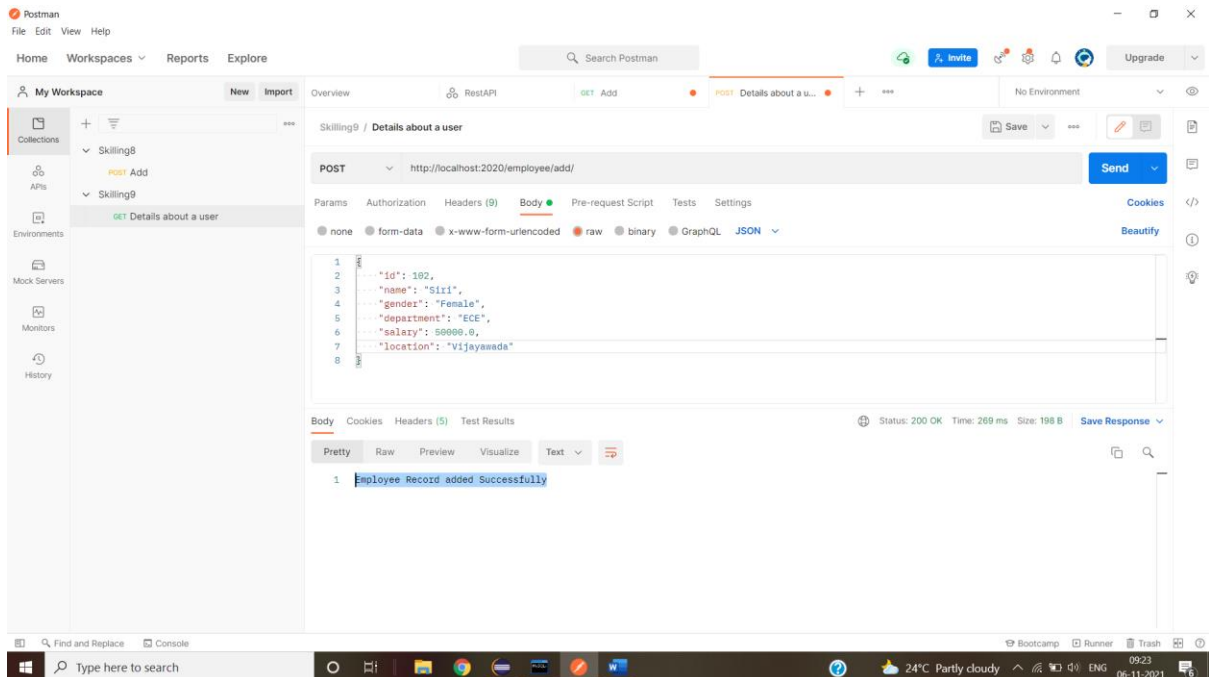 Postman
File Edit View Help
Home Workspaces Reports Explore Search Postman Invite Upgrade
My Workspace New Import Overview RestAPI GET Add POST Details about a u... No Environment
Collections
APIs
Environments
Mock Servers
Monitors
History
Skilling8
POST Add
Skilling9
GET Details about a user
Skilling9 / Details about a user Save
POST http://localhost:2020/employee/add/ Send
Params Authorization Headers (9) Body Pre-request Script Tests Settings Cookies
none form-data x-www-form-urlencoded raw binary GraphQL JSON Beautify
1 {
2 "id": 102,
3 "name": "Siri",
4 "gender": "Female",
5 "department": "ECE",
6 "salary": 50000.0,
7 "location": "Vijayawada"
8 }
Body Cookies Headers (5) Test Results Status: 200 OK Time: 269 ms Size: 198 B Save Response
Pretty Raw Preview Visualize Text
1 Employee Record added Successfully
Find and Replace Console Bootcamp Runner Trash
Type here to search 24°C Partly cloudy ENG 09:23
06-11-2021